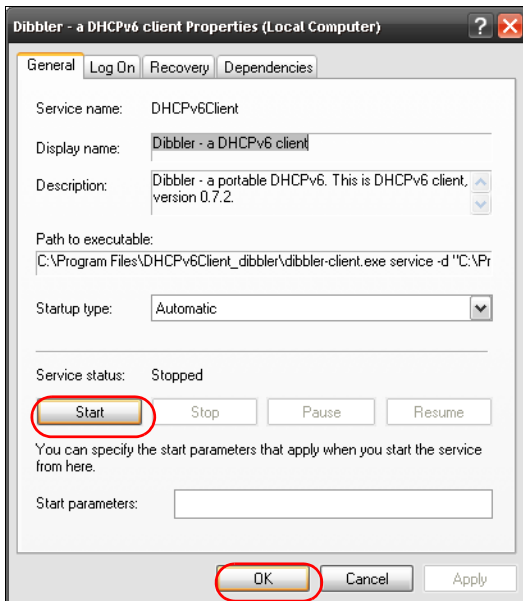 Dibbler - a DHCPv6 client Properties (Local Computer)
General Log On Recovery Dependencies
Service name: DHCPv6Client
Display name: Dibbler - a DHCPv6 client
Description: Dibbler - a portable DHCPv6. This is DHCPv6 client,
version 0.7.2.
Path to executable:
C:\Program Files\DHCPv6Client_dibbler\dibbler-client.exe service -d "C:\Pr
Startup type: Automatic
Service status: Stopped
Start Stop Pause Resume
You can specify the start parameters that apply when you start the service
from here.
Start parameters:
OK Cancel Apply